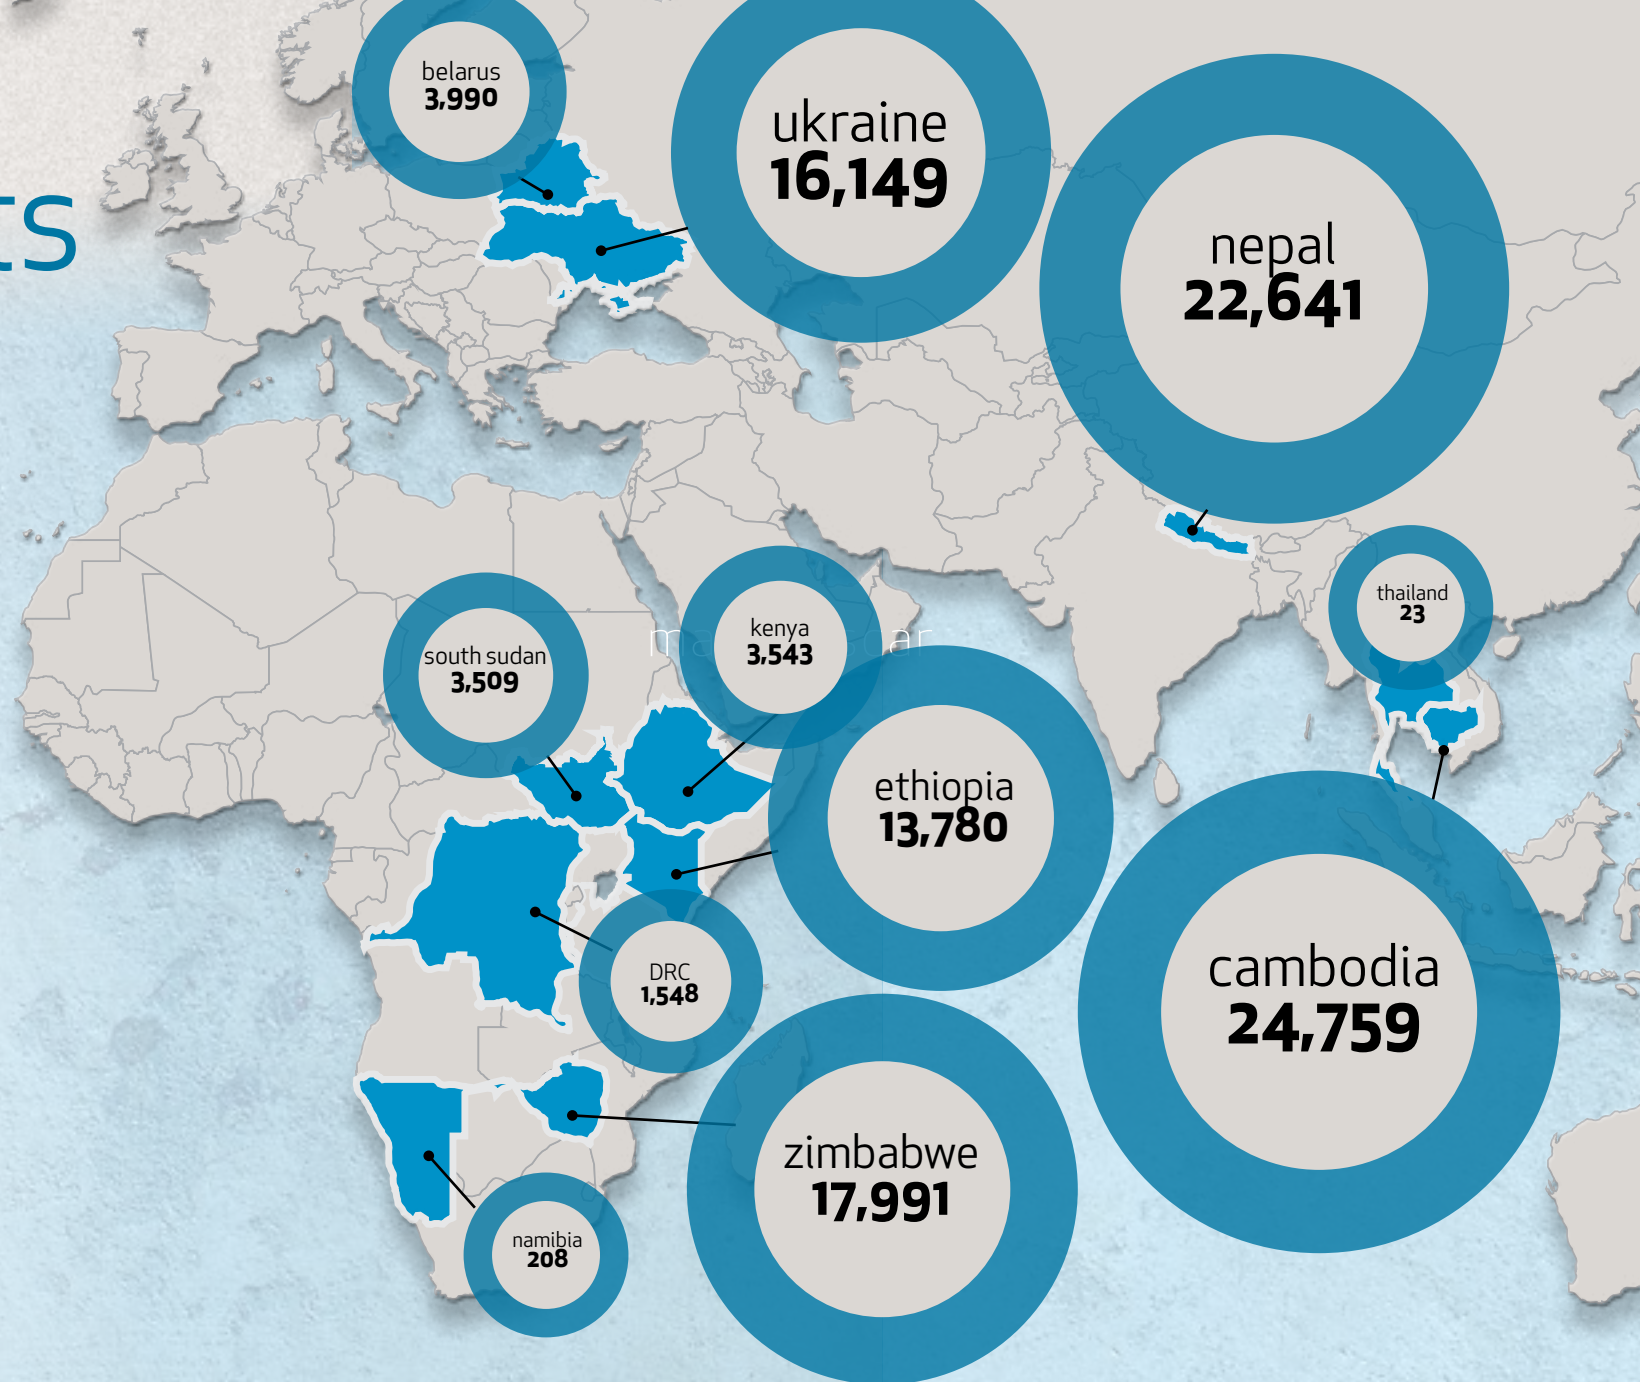 belarus
3,990
ukraine
16,149
ts
nepal
22,641
thailand
23
kenya
3,543
south sudan
3,509
ethiopia
13,780
DRC
1,548
cambodia
24,759
zimbabwe
17,991
namibia
208